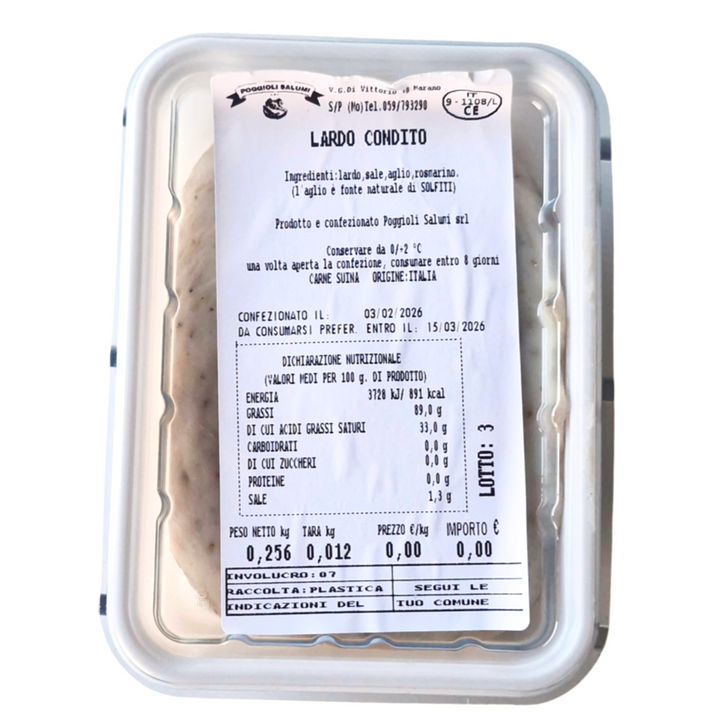 POGGIOLI SALUMI
V.G.Di Vittorio 19 Marano
S/P (Mo)Tel.059/793290
IT
9-1108/L
CE
LARDO CONDITO
Ingredienti:lardo,sale,aglio,rosmarino.
(l'aglio è fonte naturale di SOLFITI)
Prodotto e confezionato Poggioli Salumi srl
Conservare da 0/+2 °C
una volta aperta la confezione, consumare entro 8 giorni
CARNE SUINA ORIGINE:ITALIA
CONFEZIONATO IL: 03/02/2026
DA CONSUMARSI PREFER. ENTRO IL: 15/03/2026
DICHIARAZIONE NUTRIZIONALE
(VALORI MEDI PER 100 g. DI PRODOTTO)
ENERGIA 3728 kJ/ 891 kcal
GRASSI 89,0 g
DI CUI ACIDI GRASSI SATURI 33,0 g
CARBOIDRATI 0,0 g
DI CUI ZUCCHERI 0,0 g
PROTEINE 0,0 g
SALE 1,3 g
LOTTO: 3
PESO NETTO kg TARA kg PREZZO €/kg IMPORTO €
0,256 0,012 0,00 0,00
INVOLUCRO:07
RACCOLTA:PLASTICA SEGUI LE
INDICAZIONI DEL TUO COMUNE